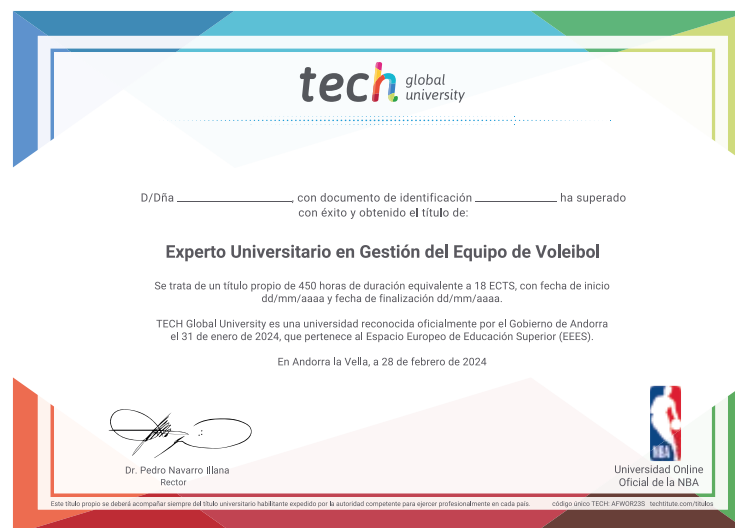 tech global
university
D/Dña ____________, con documento de identificación ____________ ha superado
con éxito y obtenido el título de:
Experto Universitario en Gestión del Equipo de Voleibol
Se trata de un título propio de 450 horas de duración equivalente a 18 ECTS, con fecha de inicio
dd/mm/aaaa y fecha de finalización dd/mm/aaaa.
TECH Global University es una universidad reconocida oficialmente por el Gobierno de Andorra
el 31 de enero de 2024, que pertenece al Espacio Europeo de Educación Superior (EEES).
En Andorra la Vella, a 28 de febrero de 2024
Dr. Pedro Navarro Illana
Rector
NBA
Universidad Online
Oficial de la NBA
Este título propio se deberá acompañar siempre del título universitario habilitante expedido por la autoridad competente para ejercer profesionalmente en cada país. código único TECH: AFWOR23S techtitute.com/titulos